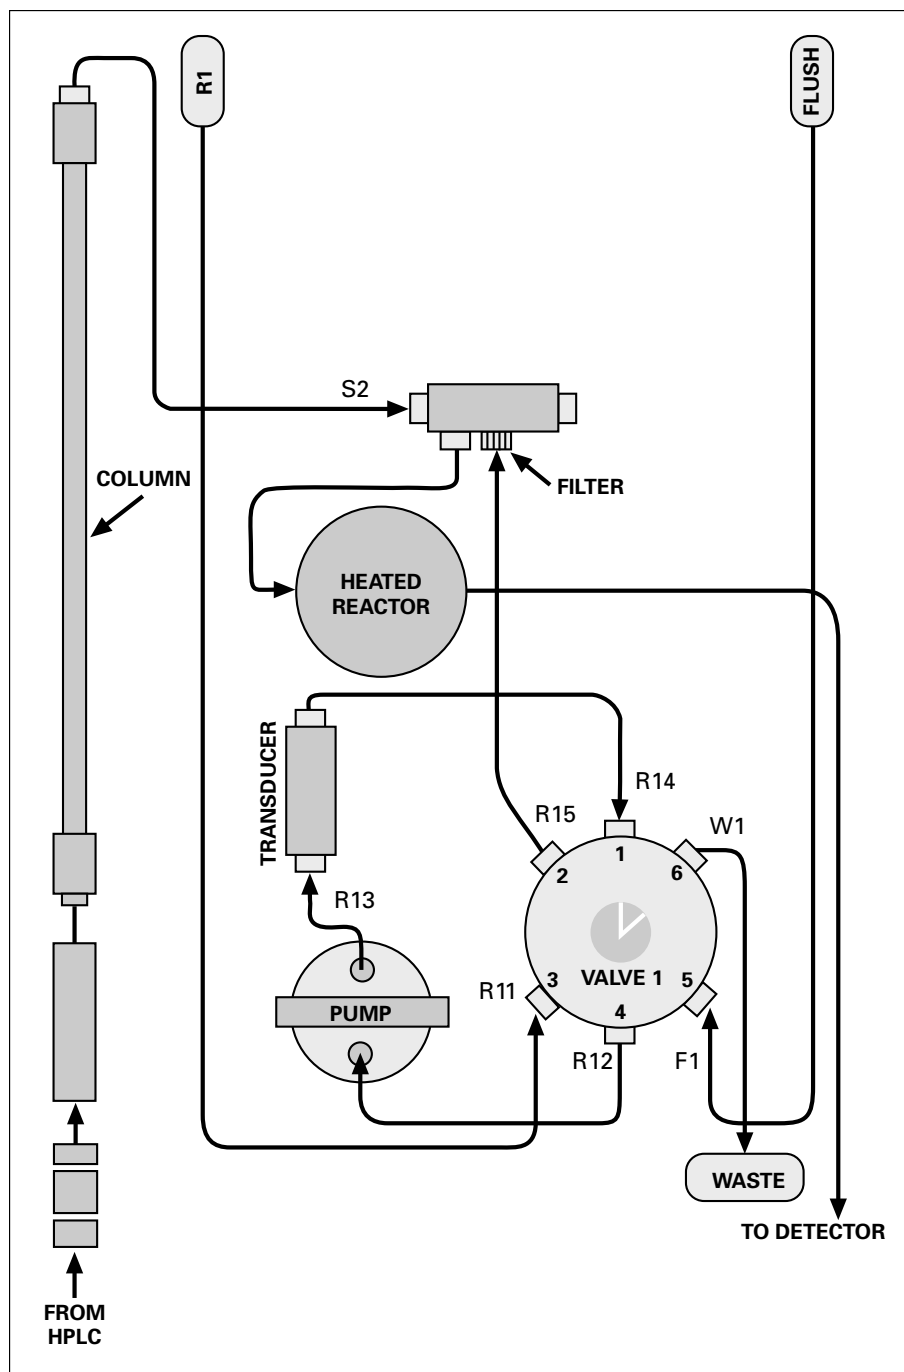 R1
FLUSH
S2
COLUMN
FILTER
HEATED
REACTOR
TRANSDUCER
R14
R15
W1
1
2
6
R13
VALVE 1
3
5
4
R11
PUMP
R12
F1
WASTE
TO DETECTOR
FROM
HPLC